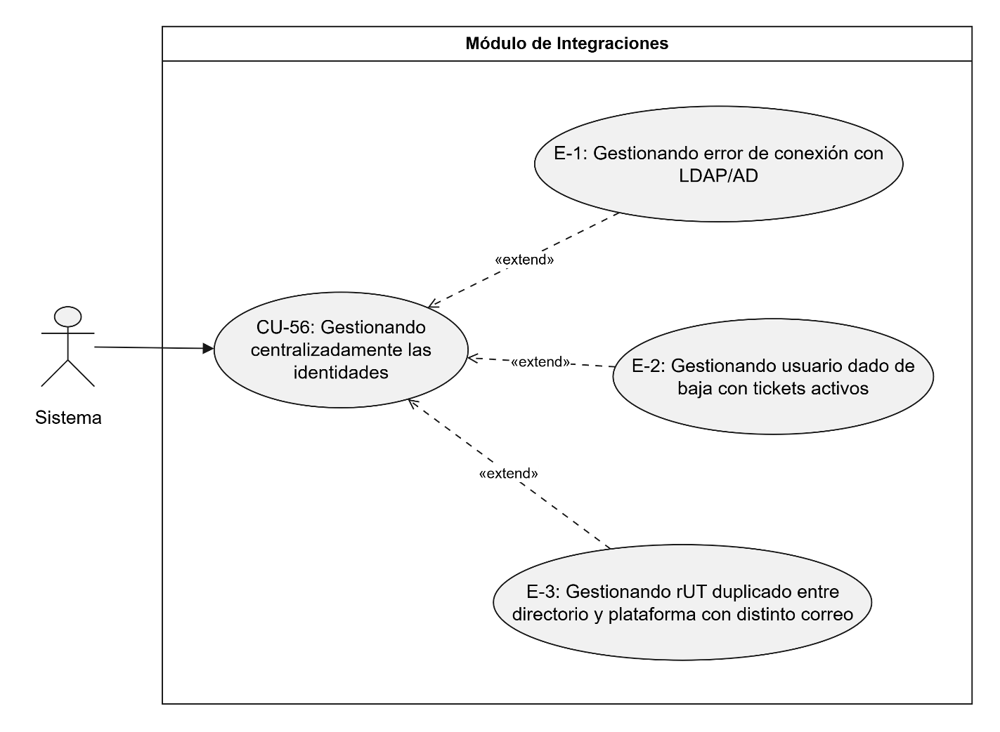 Módulo de Integraciones
E-1: Gestionando error de conexión con
LDAP/AD
«extend»
CU-56: Gestionando
centralizadamente las
identidades
«extend»
E-2: Gestionando usuario dado de
baja con tickets activos
Sistema
«extend»
E-3: Gestionando rUT duplicado entre
directorio y plataforma con distinto correo